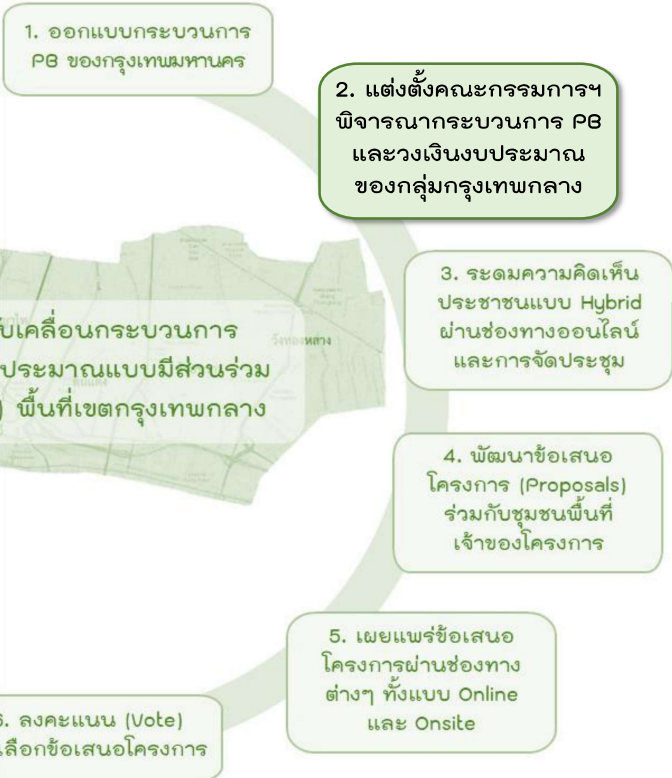 1. ออกแบบกระบวนการ
PB ของกรุงเทพมหานคร
2. แต่งตั้งคณะกรรมการฯ
พิจารณากระบวนการ PB
และวงเงินงบประมาณ
ของกลุ่มกรุงเทพกลาง
3. ระดมความคิดเห็น
ประชาชนแบบ Hybrid
ผ่านช่องทางออนไลน์
และการจัดประชุม
วังทองหลาง
บเคลื่อนกระบวนการ
ประมาณแบบมีส่วนร่วม
) พื้นที่เขตกรุงเทพกลาง
4. พัฒนาข้อเสนอ
โครงการ (Proposals)
ร่วมกับชุมชนพื้นที่
เจ้าของโครงการ
5. เผยแพร่ข้อเสนอ
โครงการผ่านช่องทาง
ต่างๆ ทั้งแบบ Online
และ Onsite
6. ลงคะแนน (Vote)
เลือกข้อเสนอโครงการ